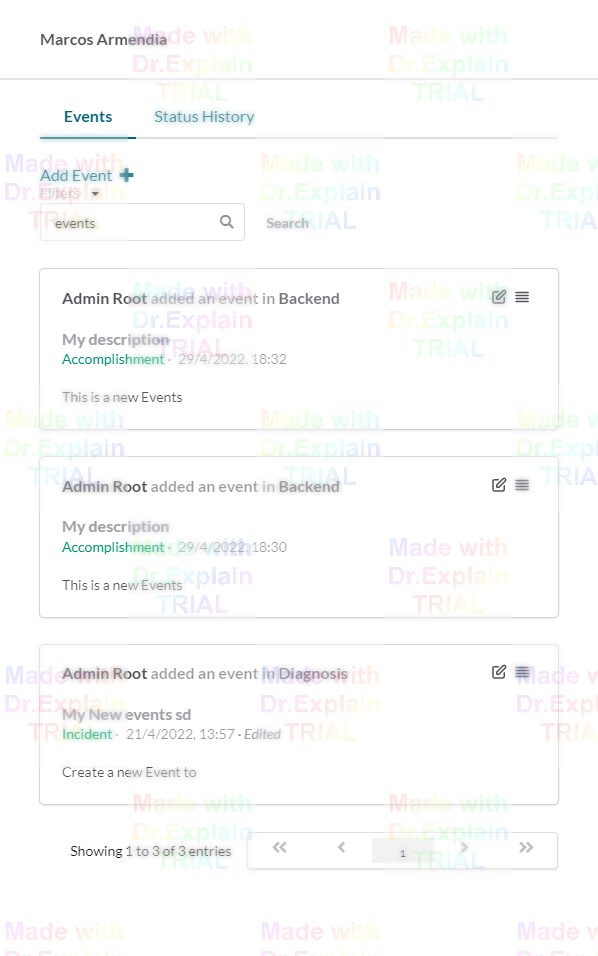 Marcos Armendia
Events
Status History
Add Event
Filters
events
Search
Admin Root added an event in Backend
My description
Accomplishment · 29/4/2022, 18:32
This is a new Events
Admin Root added an event in Backend
My description
Accomplishment · 29/4/2022, 18:30
This is a new Events
Admin Root added an event in Diagnosis
My New events sd
Incident · 21/4/2022, 13:57 · Edited
Create a new Event to
Showing 1 to 3 of 3 entries
1
Made with
Dr.Explain
TRIAL